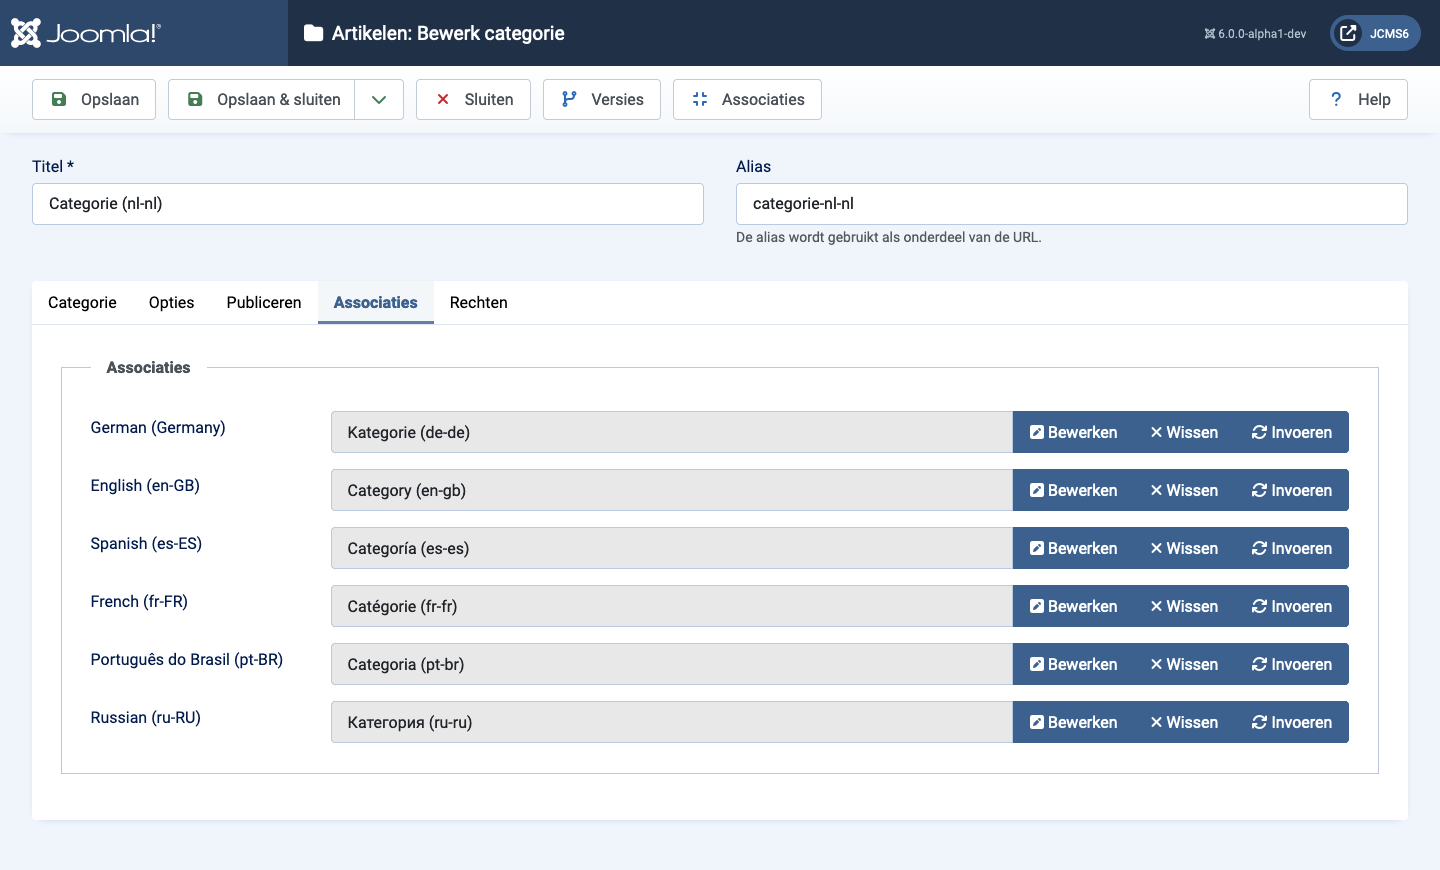 Joomla!®
Artikelen: Bewerk categorie
6.0.0-alpha1-dev
JCMS6
Opslaan
Opslaan & sluiten
Sluiten
Versies
Associaties
? Help
Titel *
Alias
Categorie (nl-nl)
categorie-nl-nl
De alias wordt gebruikt als onderdeel van de URL.
Categorie Opties Publiceren Associaties Rechten
Associaties
German (Germany) Kategorie (de-de) Bewerken Wissen Invoeren
English (en-GB) Category (en-gb) Bewerken Wissen Invoeren
Spanish (es-ES) Categoría (es-es) Bewerken Wissen Invoeren
French (fr-FR) Catégorie (fr-fr) Bewerken Wissen Invoeren
Português do Brasil (pt-BR) Categoria (pt-br) Bewerken Wissen Invoeren
Russian (ru-RU) Категория (ru-ru) Bewerken Wissen Invoeren